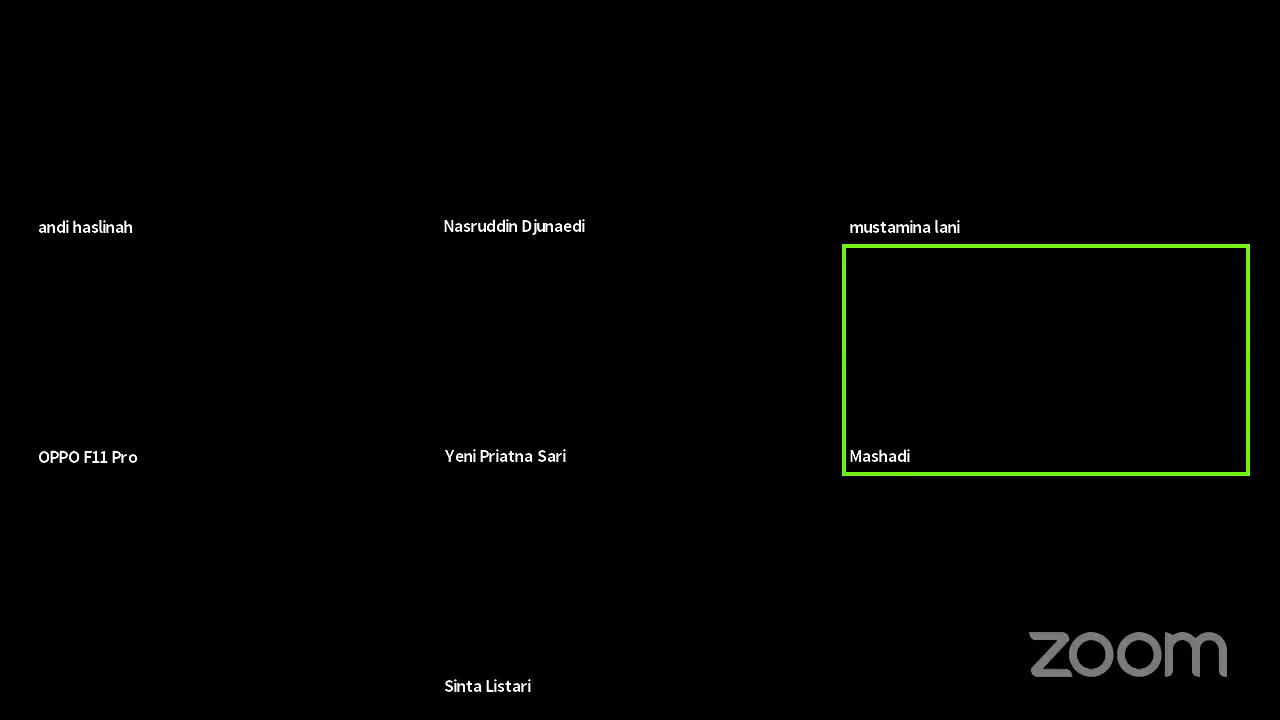 andi haslinah
Nasruddin Djunaedi
mustamina lani
OPPO F11 Pro
Yeni Priatna Sari
Mashadi
Sinta Listari
zoom